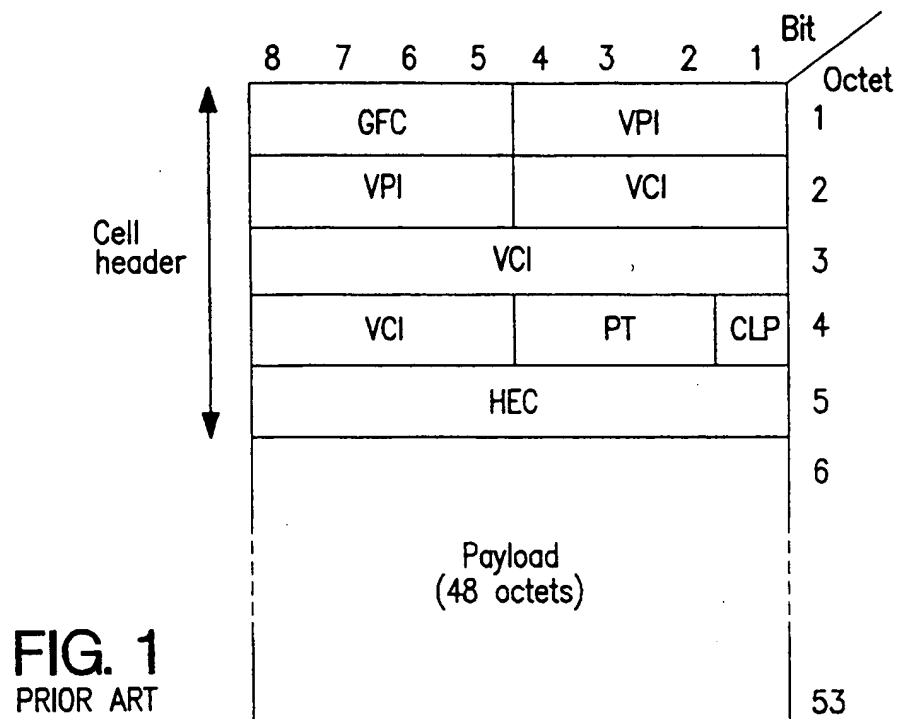 Bit
8 7 6 5 4 3 2 1
Octet
GFC VPI 1
VPI VCI 2
Cell
header
VCI 3
VCI PT CLP 4
HEC 5
6
Payload
(48 octets)
FIG. 1
PRIOR ART
53